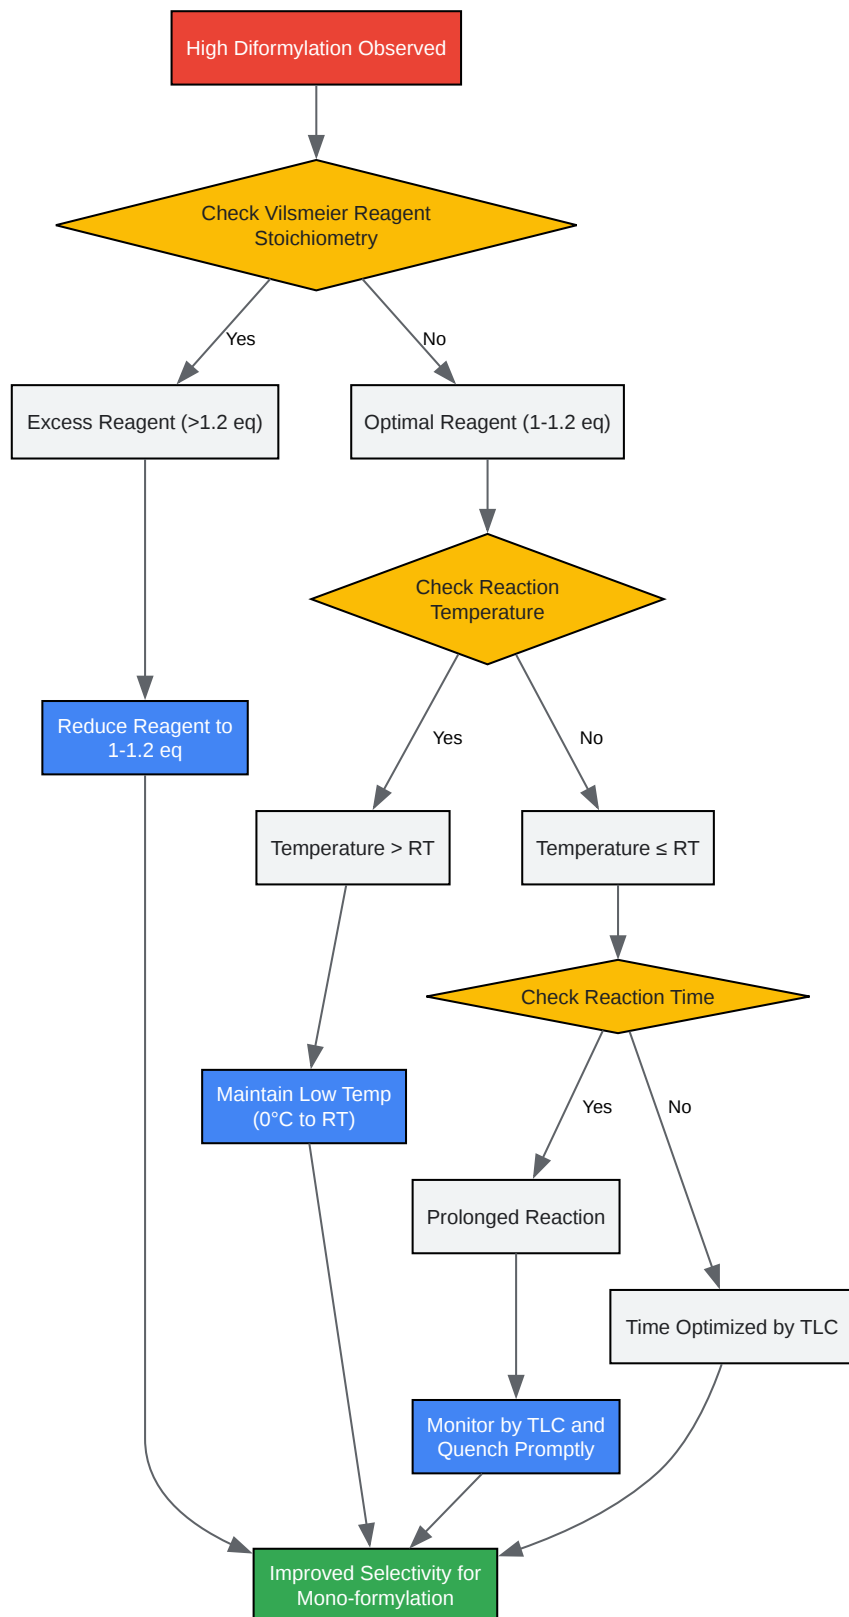 High Diformylation Observed
Check Vilsmeier Reagent
Stoichiometry
Yes
No
Excess Reagent (>1.2 eq)
Optimal Reagent (1-1.2 eq)
Check Reaction
Temperature
Reduce Reagent to
1-1.2 eq
Yes
No
Temperature > RT
Temperature ≤ RT
Check Reaction Time
Maintain Low Temp
(0°C to RT)
Yes
No
Prolonged Reaction
Time Optimized by TLC
Monitor by TLC and
Quench Promptly
Improved Selectivity for
Mono-formylation